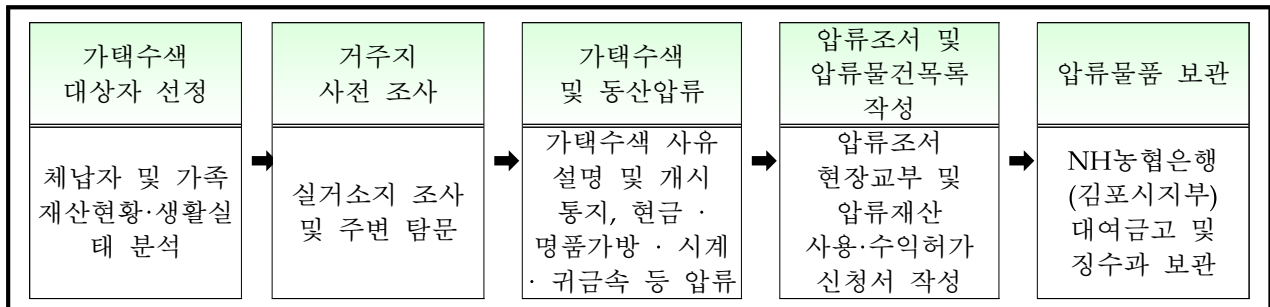 가택수색
대상자 선정
체납자 및 가족
재산현황·생활실
태 분석
거주지
사전 조사
실거소지 조사
및 주변 탐문
가택수색
및 동산압류
가택수색 사유
설명 및 개시
통지, 현금 ·
명품가방 · 시계
· 귀금속 등 압류
압류조서 및
압류물건목록
작성
압류조서
현장교부 및
압류재산
사용·수익허가
신청서 작성
압류물품 보관
NH농협은행
(김포시지부)
대여금고 및
징수과 보관